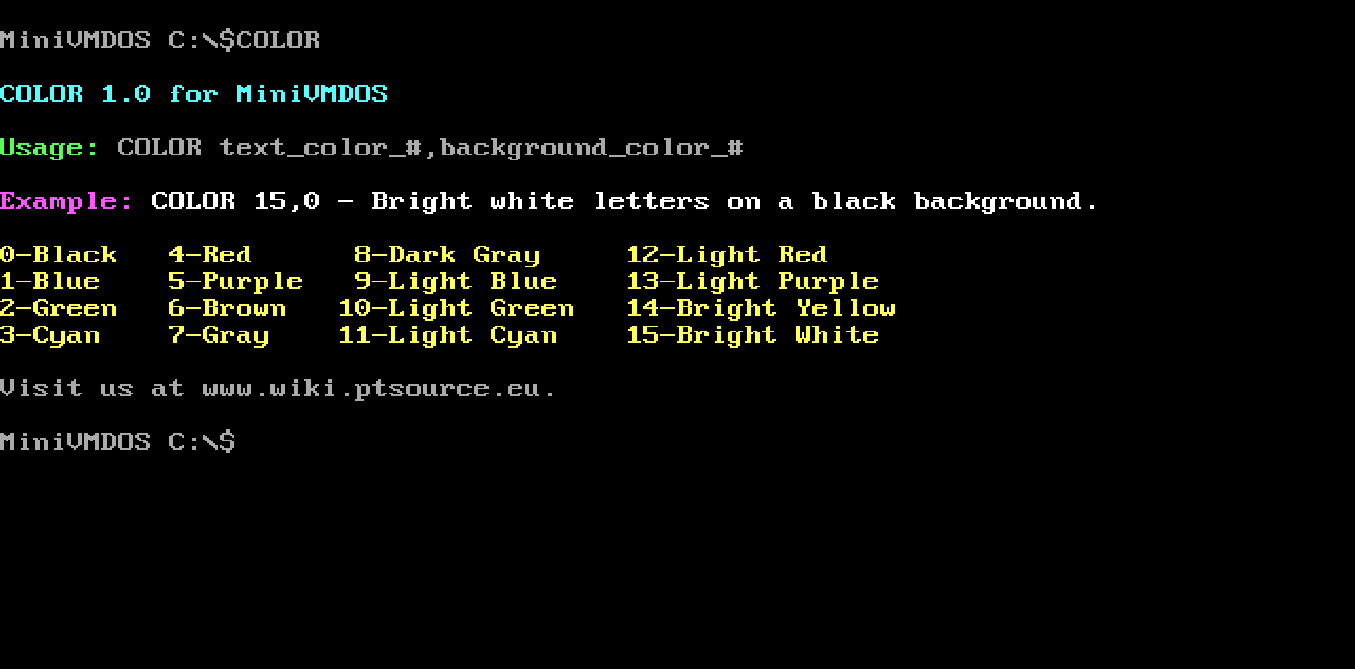 MiniVMDOS C:\$COLOR
COLOR 1.0 for MiniVMDOS
Usage: COLOR text_color_#,background_color_#
Example: COLOR 15,0 - Bright white letters on a black background.
0-Black   4-Red      8-Dark Gray     12-Light Red
1-Blue    5-Purple   9-Light Blue    13-Light Purple
2-Green   6-Brown   10-Light Green   14-Bright Yellow
3-Cyan    7-Gray    11-Light Cyan    15-Bright White
Visit us at www.wiki.ptsource.eu.
MiniVMDOS C:\$